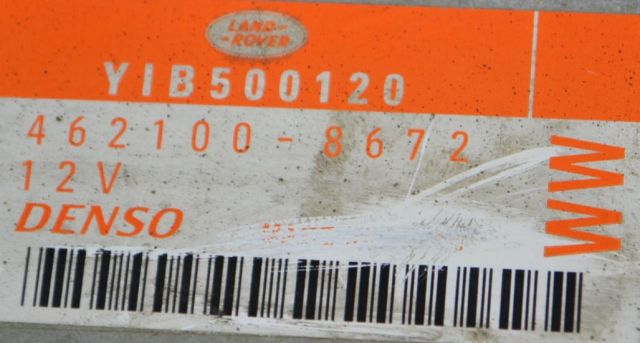 LAND-
-ROVER
YIB500120
462100-8672
12V
DENSO
WW